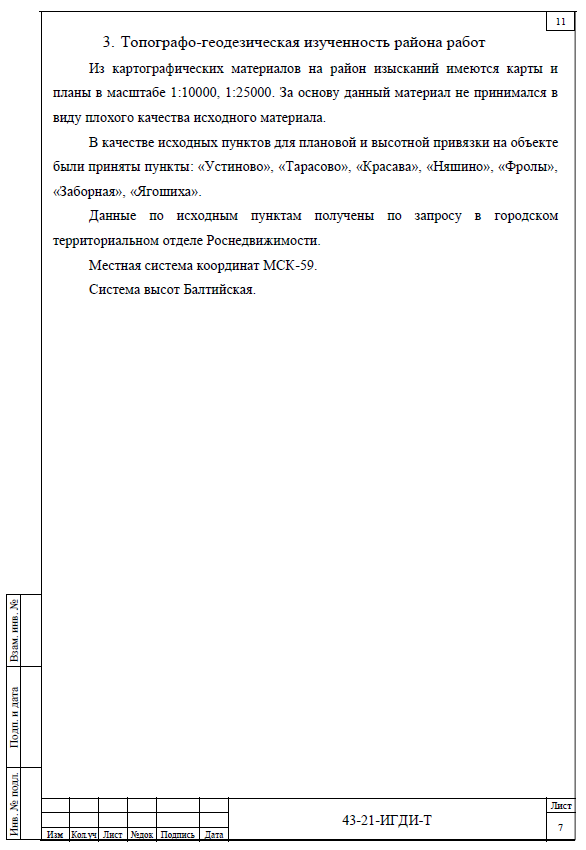 11
3. Топографо-геодезическая изученность района работ
Из картографических материалов на район изысканий имеются карты и
планы в масштабе 1:10000, 1:25000. За основу данный материал не принимался в
виду плохого качества исходного материала.
В качестве исходных пунктов для плановой и высотной привязки на объекте
были приняты пункты: «Устиново», «Тарасово», «Красава», «Няшино», «Фролы»,
«Заборная», «Ягошиха».
Данные по исходным пунктам получены по запросу в городском
территориальном отделе Роснедвижимости.
Местная система координат МСК-59.
Система высот Балтийская.
Взам. инв. №
Подп. и дата
Инв. № подл.
Изм Кол.уч Лист №док Подпись Дата
43-21-ИГДИ-Т
Лист
7